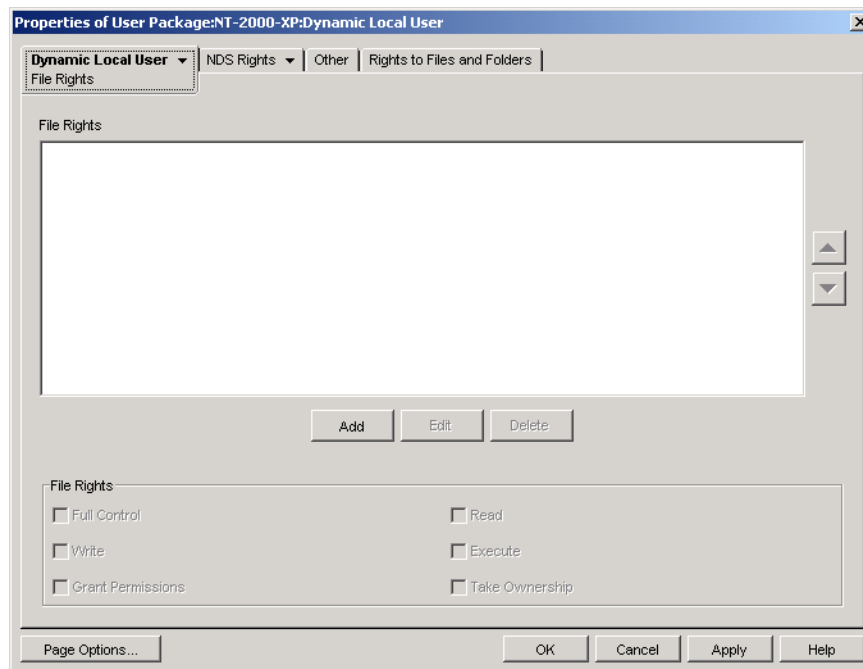 Properties of User Package:NT-2000-XP:Dynamic Local User
Dynamic Local User NDS Rights Other Rights to Files and Folders
File Rights
File Rights
Add Edit Delete
File Rights
Full Control Read
Write Execute
Grant Permissions Take Ownership
Page Options... OK Cancel Apply Help